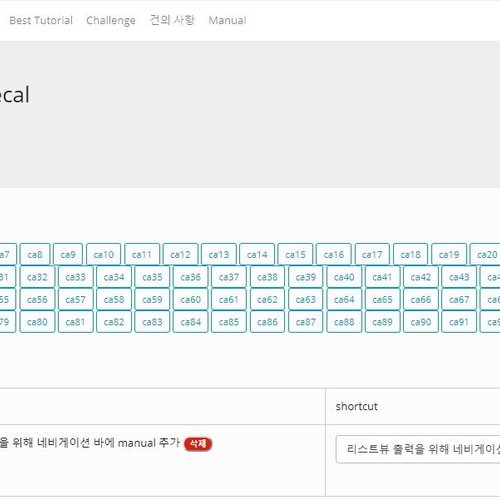 Best Tutorial Challenge 건의 사항 Manual
ecal
a7 ca8 ca9 ca10 ca11 ca12 ca13 ca14 ca15 ca16 ca17 ca18 ca19 ca20
31 ca32 ca33 ca34 ca35 ca36 ca37 ca38 ca39 ca40 ca41 ca42 ca43 ca4
55 ca56 ca57 ca58 ca59 ca60 ca61 ca62 ca63 ca64 ca65 ca66 ca67 ca
79 ca80 ca81 ca82 ca83 ca84 ca85 ca86 ca87 ca88 ca89 ca90 ca91 ca9
shortcut
을 위해 네비게이션 바에 manual 추가 삭제
리스트뷰 출력을 위해 네비게이션